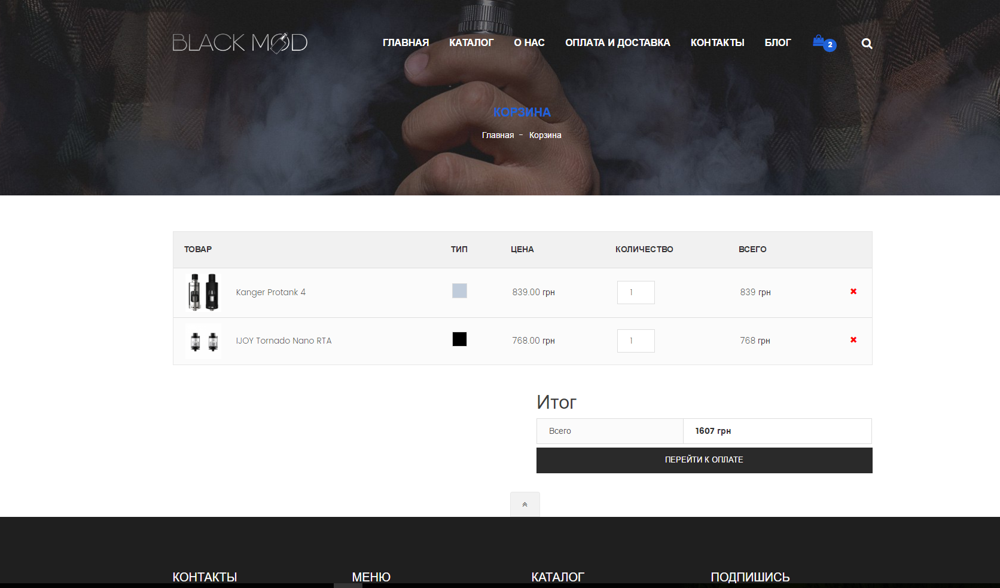 BLACK MOD
ГЛАВНАЯ КАТАЛОГ О НАС ОПЛАТА И ДОСТАВКА КОНТАКТЫ БЛОГ 2
КОРЗИНА
Главная - Корзина
ТОВАР ТИП ЦЕНА КОЛИЧЕСТВО ВСЕГО
Kanger Protank 4 839.00 грн 1 839 грн
IJOY Tornado Nano RTA 768.00 грн 1 768 грн
Итог
Всего 1607 грн
ПЕРЕЙТИ К ОПЛАТЕ
КОНТАКТЫ МЕНЮ КАТАЛОГ ПОДПИШИСЬ